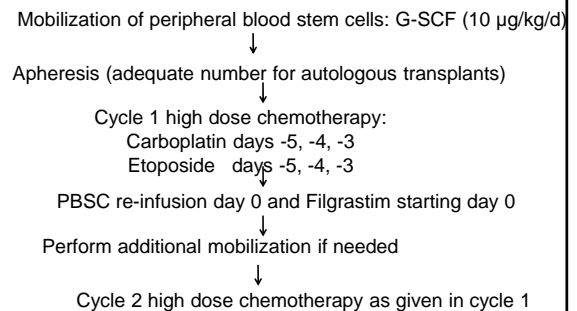 Mobilization of peripheral blood stem cells: G-SCF (10 µg/kg/d)
Apheresis (adequate number for autologous transplants)
Cycle 1 high dose chemotherapy:
Carboplatin days -5, -4, -3
Etoposide days -5, -4, -3
PBSC re-infusion day 0 and Filgrastim starting day 0
Perform additional mobilization if needed
Cycle 2 high dose chemotherapy as given in cycle 1